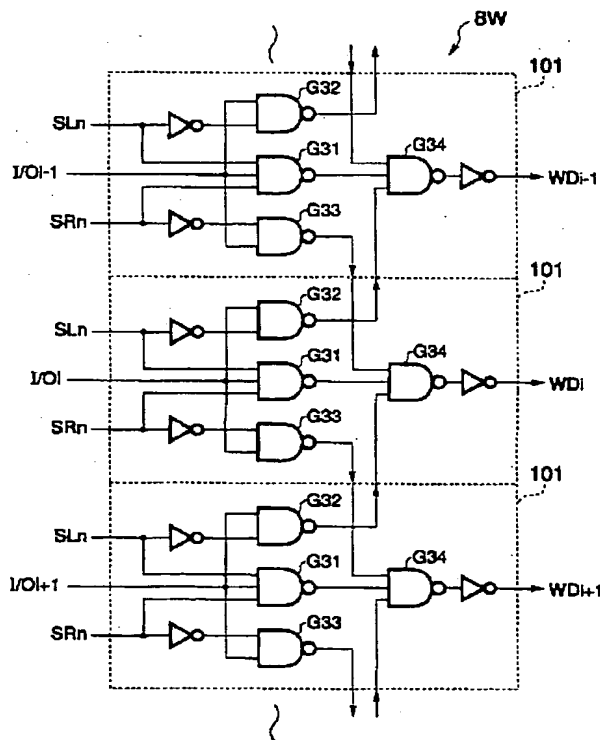 8W
101
G32
SLn
G31
G34
I/Oi-1
WDi-1
G33
SRn
101
G32
SLn
G31
G34
I/Oi
WDi
G33
SRn
101
G32
SLn
G31
G34
I/Oi+1
WDi+1
G33
SRn